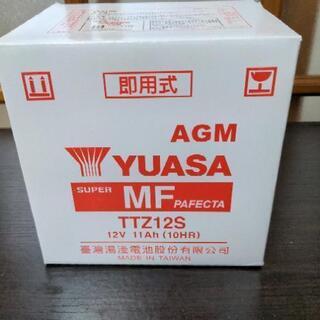 即用式
AGM
YUASA
SUPER MF PAFECTA
TTZ12S
12V 11Ah (10HR)
臺灣湯淺電池股份有限公司
MADE IN TAIWAN